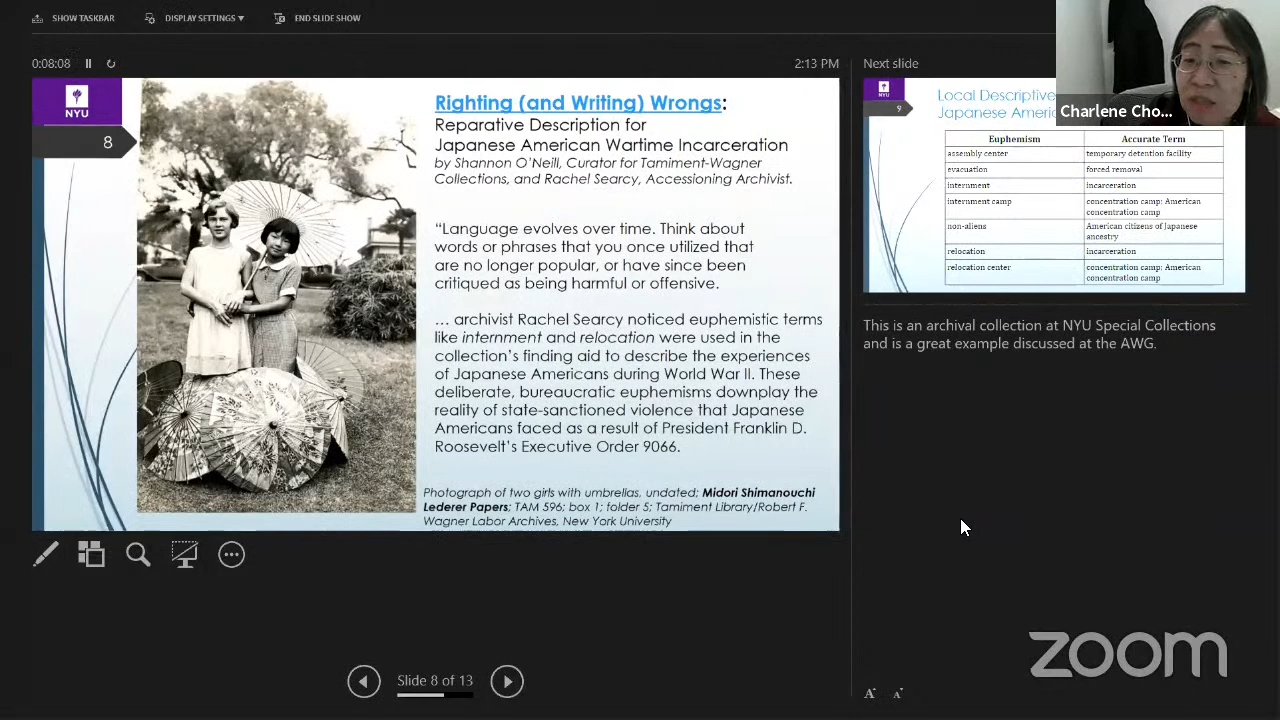 SHOW TASKBAR
DISPLAY SETTINGS ▼
END SLIDE SHOW
0:08:08
2:13 PM
NYU
8
Righting (and Writing) Wrongs:
Reparative Description for
Japanese American Wartime Incarceration
by Shannon O'Neill, Curator for Tamiment-Wagner
Collections, and Rachel Searcy, Accessioning Archivist.
“Language evolves over time. Think about
words or phrases that you once utilized that
are no longer popular, or have since been
critiqued as being harmful or offensive.
… archivist Rachel Searcy noticed euphemistic terms
like internment and relocation were used in the
collection's finding aid to describe the experiences
of Japanese Americans during World War II. These
deliberate, bureaucratic euphemisms downplay the
reality of state-sanctioned violence that Japanese
Americans faced as a result of President Franklin D.
Roosevelt's Executive Order 9066.
Photograph of two girls with umbrellas, undated; Midori Shimanouchi
Lederer Papers; TAM 596; box 1; folder 5; Tamiment Library/Robert F.
Wagner Labor Archives, New York University
Slide 8 of 13
Next slide
NYU
9
Local Descriptive
Japanese Americ
Euphemism Accurate Term
assembly center temporary detention facility
evacuation forced removal
internment incarceration
internment camp concentration camp: American
concentration camp
non-aliens American citizens of Japanese
ancestry
relocation incarceration
relocation center concentration camp: American
concentration camp
Charlene Cho...
This is an archival collection at NYU Special Collections
and is a great example discussed at the AWG.
A A
zoom